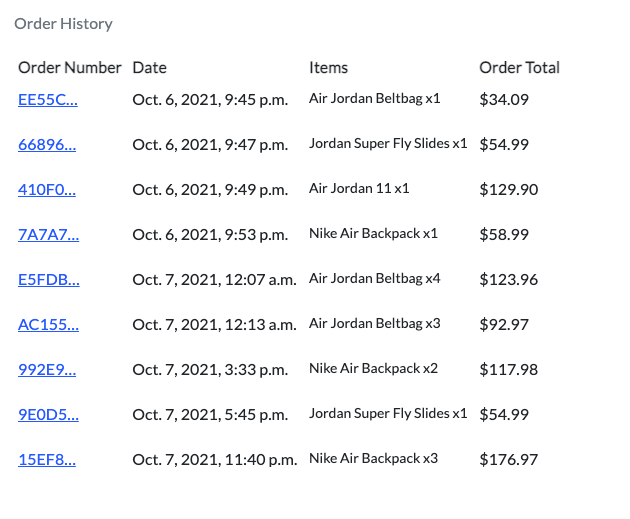 Order History
Order Number Date Items Order Total
EE55C... Oct. 6, 2021, 9:45 p.m. Air Jordan Beltbag x1 $34.09
66896... Oct. 6, 2021, 9:47 p.m. Jordan Super Fly Slides x1 $54.99
410F0... Oct. 6, 2021, 9:49 p.m. Air Jordan 11 x1 $129.90
7A7A7... Oct. 6, 2021, 9:53 p.m. Nike Air Backpack x1 $58.99
E5FDB... Oct. 7, 2021, 12:07 a.m. Air Jordan Beltbag x4 $123.96
AC155... Oct. 7, 2021, 12:13 a.m. Air Jordan Beltbag x3 $92.97
992E9... Oct. 7, 2021, 3:33 p.m. Nike Air Backpack x2 $117.98
9E0D5... Oct. 7, 2021, 5:45 p.m. Jordan Super Fly Slides x1 $54.99
15EF8... Oct. 7, 2021, 11:40 p.m. Nike Air Backpack x3 $176.97